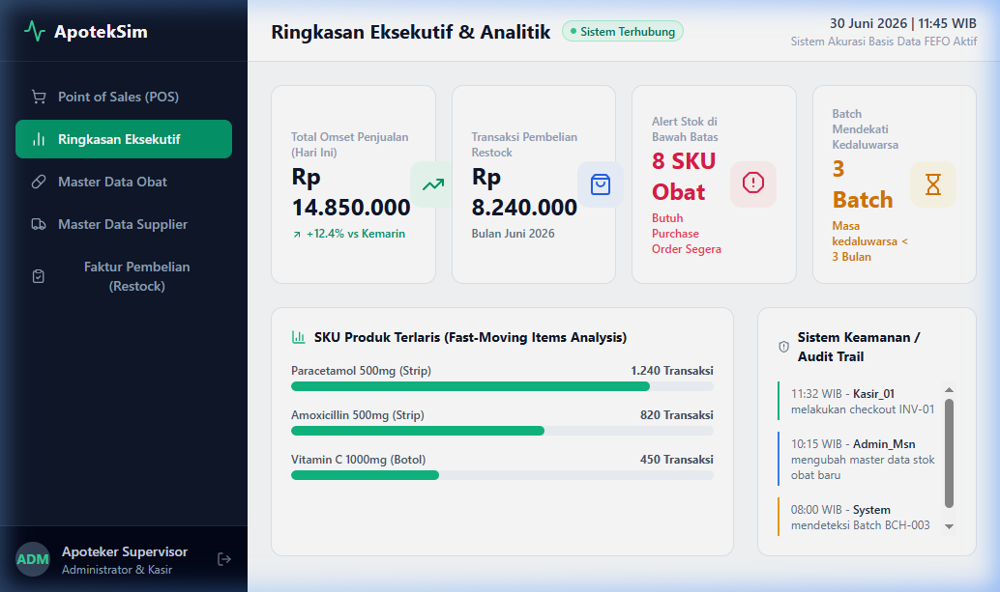 ApotekSim
Point of Sales (POS)
Ringkasan Eksekutif
Master Data Obat
Master Data Supplier
Faktur Pembelian
(Restock)
ADM
Apoteker Supervisor
Administrator & Kasir
Ringkasan Eksekutif & Analitik
Sistem Terhubung
30 Juni 2026 | 11:45 WIB
Sistem Akurasi Basis Data FEFO Aktif
Total Omset Penjualan
(Hari Ini)
Rp
14.850.000
+12.4% vs Kemarin
Transaksi Pembelian
Restock
Rp
8.240.000
Bulan Juni 2026
Alert Stok di
Bawah Batas
8 SKU
Obat
Butuh
Purchase
Order Segera
Batch
Mendekati
Kedaluwarsa
3
Batch
Masa
kedaluwarsa <
3 Bulan
SKU Produk Terlaris (Fast-Moving Items Analysis)
Paracetamol 500mg (Strip) 1.240 Transaksi
Amoxicillin 500mg (Strip) 820 Transaksi
Vitamin C 1000mg (Botol) 450 Transaksi
Sistem Keamanan /
Audit Trail
11:32 WIB - Kasir_01
melakukan checkout INV-01
10:15 WIB - Admin_Msn
mengubah master data stok
obat baru
08:00 WIB - System
mendeteksi Batch BCH-003